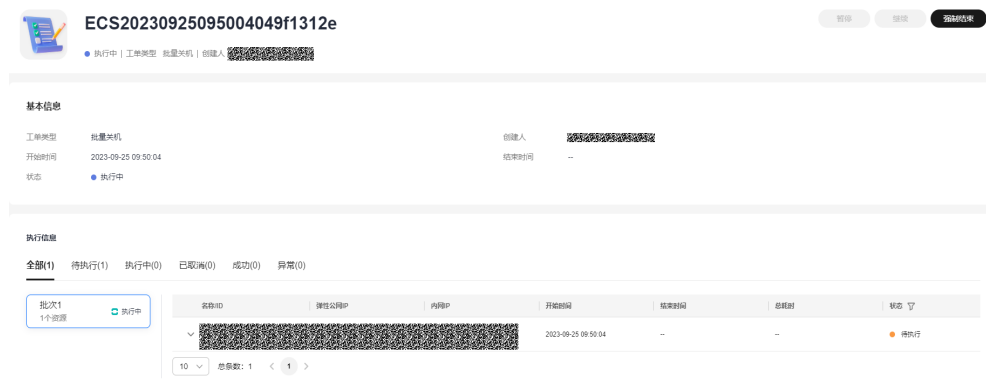 ECS20230925095004049f1312e
暂停 继续 强制结束
执行中 | 工单类型 批量关机 | 创建人
基本信息
工单类型 批量关机 创建人
开始时间 2023-09-25 09:50:04 结束时间 --
状态 执行中
执行信息
全部(1) 待执行(1) 执行中(0) 已取消(0) 成功(0) 异常(0)
批次1 执行中
1个资源
名称/ID 弹性公网IP 内网IP 开始时间 结束时间 总耗时 状态
2023-09-25 09:50:04 -- -- 待执行
10 总条数: 1 < 1 >